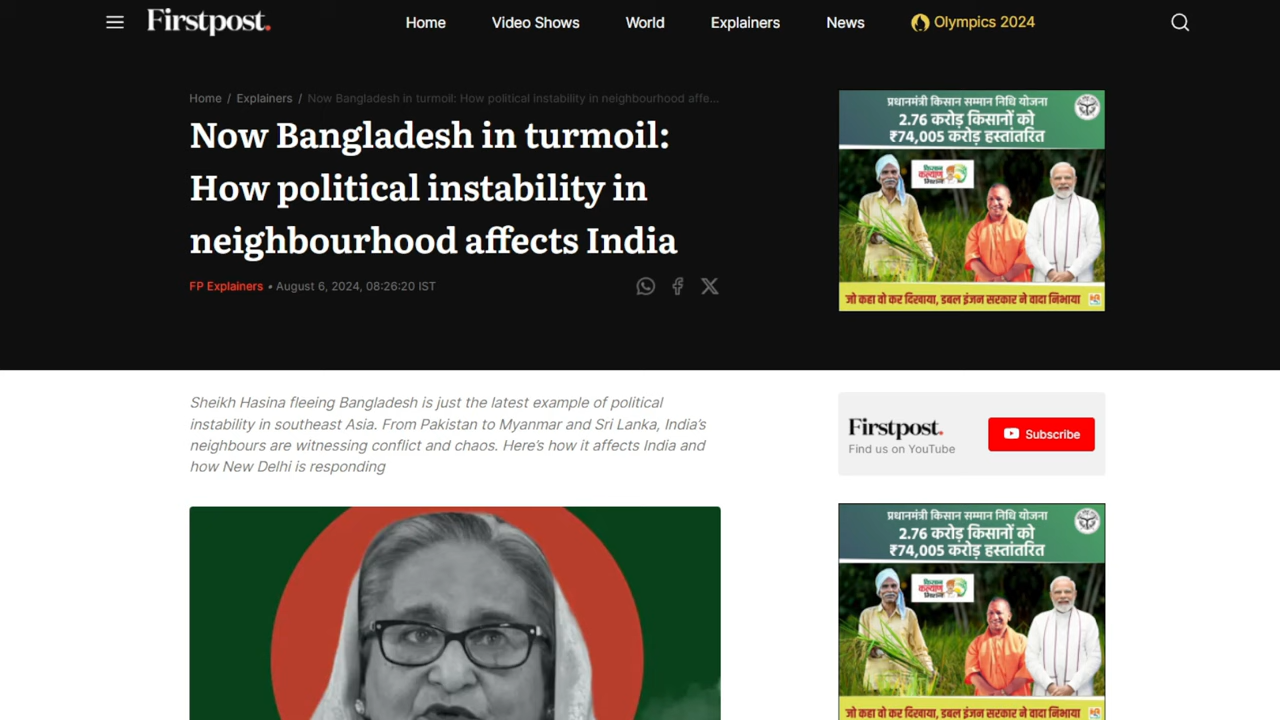 Firstpost.
Home
Video Shows
World
Explainers
News
Olympics 2024
Home / Explainers / Now Bangladesh in turmoil: How political instability in neighbourhood affe...
Now Bangladesh in turmoil:
How political instability in
neighbourhood affects India
FP Explainers • August 6, 2024, 08:26:20 IST
प्रधानमंत्री किसान सम्मान निधि योजना
2.76 करोड़ किसानों को
₹74,005 करोड़ हस्तांतरित
किसान
कल्याण
जो कहा वो कर दिखाया, डबल इंजन सरकार ने वादा निभाया
Sheikh Hasina fleeing Bangladesh is just the latest example of political
instability in southeast Asia. From Pakistan to Myanmar and Sri Lanka, India's
neighbours are witnessing conflict and chaos. Here's how it affects India and
how New Delhi is responding
Firstpost.
Find us on YouTube
Subscribe
प्रधानमंत्री किसान सम्मान निधि योजना
2.76 करोड़ किसानों को
₹74,005 करोड़ हस्तांतरित
किसान
कल्याण
जो कहा वो कर दिखाया, डबल इंजन सरकार ने वादा निभाया